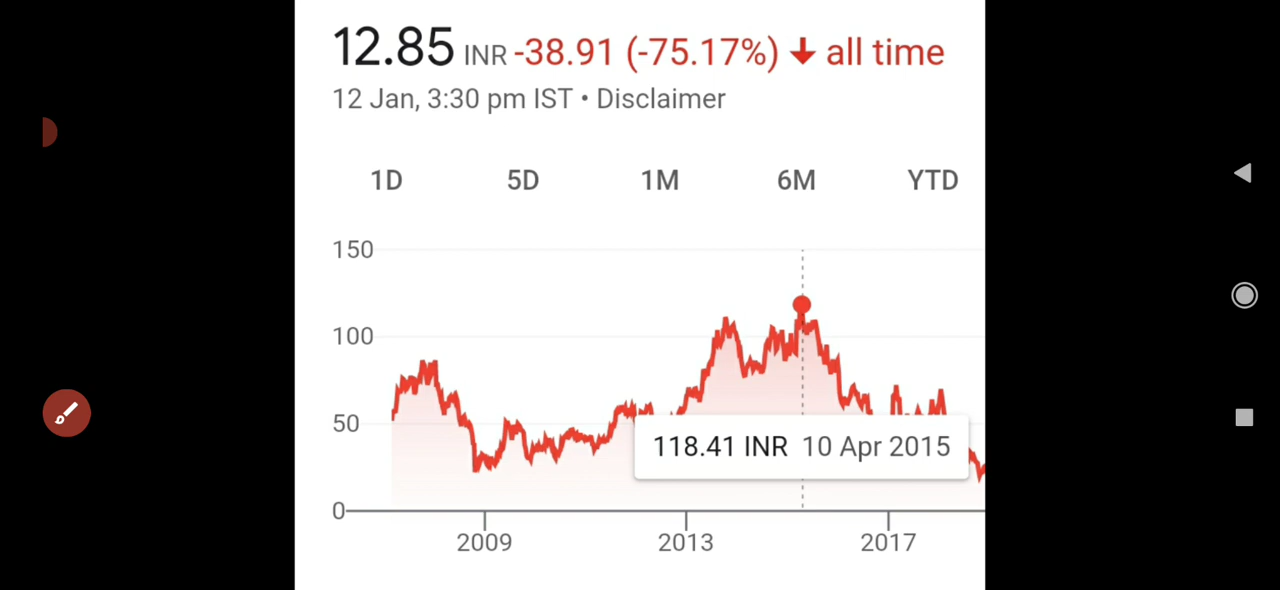 12.85 INR -38.91 (-75.17%) ↓ all time
12 Jan, 3:30 pm IST • Disclaimer
1D 5D 1M 6M YTD
150
100
50
118.41 INR 10 Apr 2015
0
2009 2013 2017